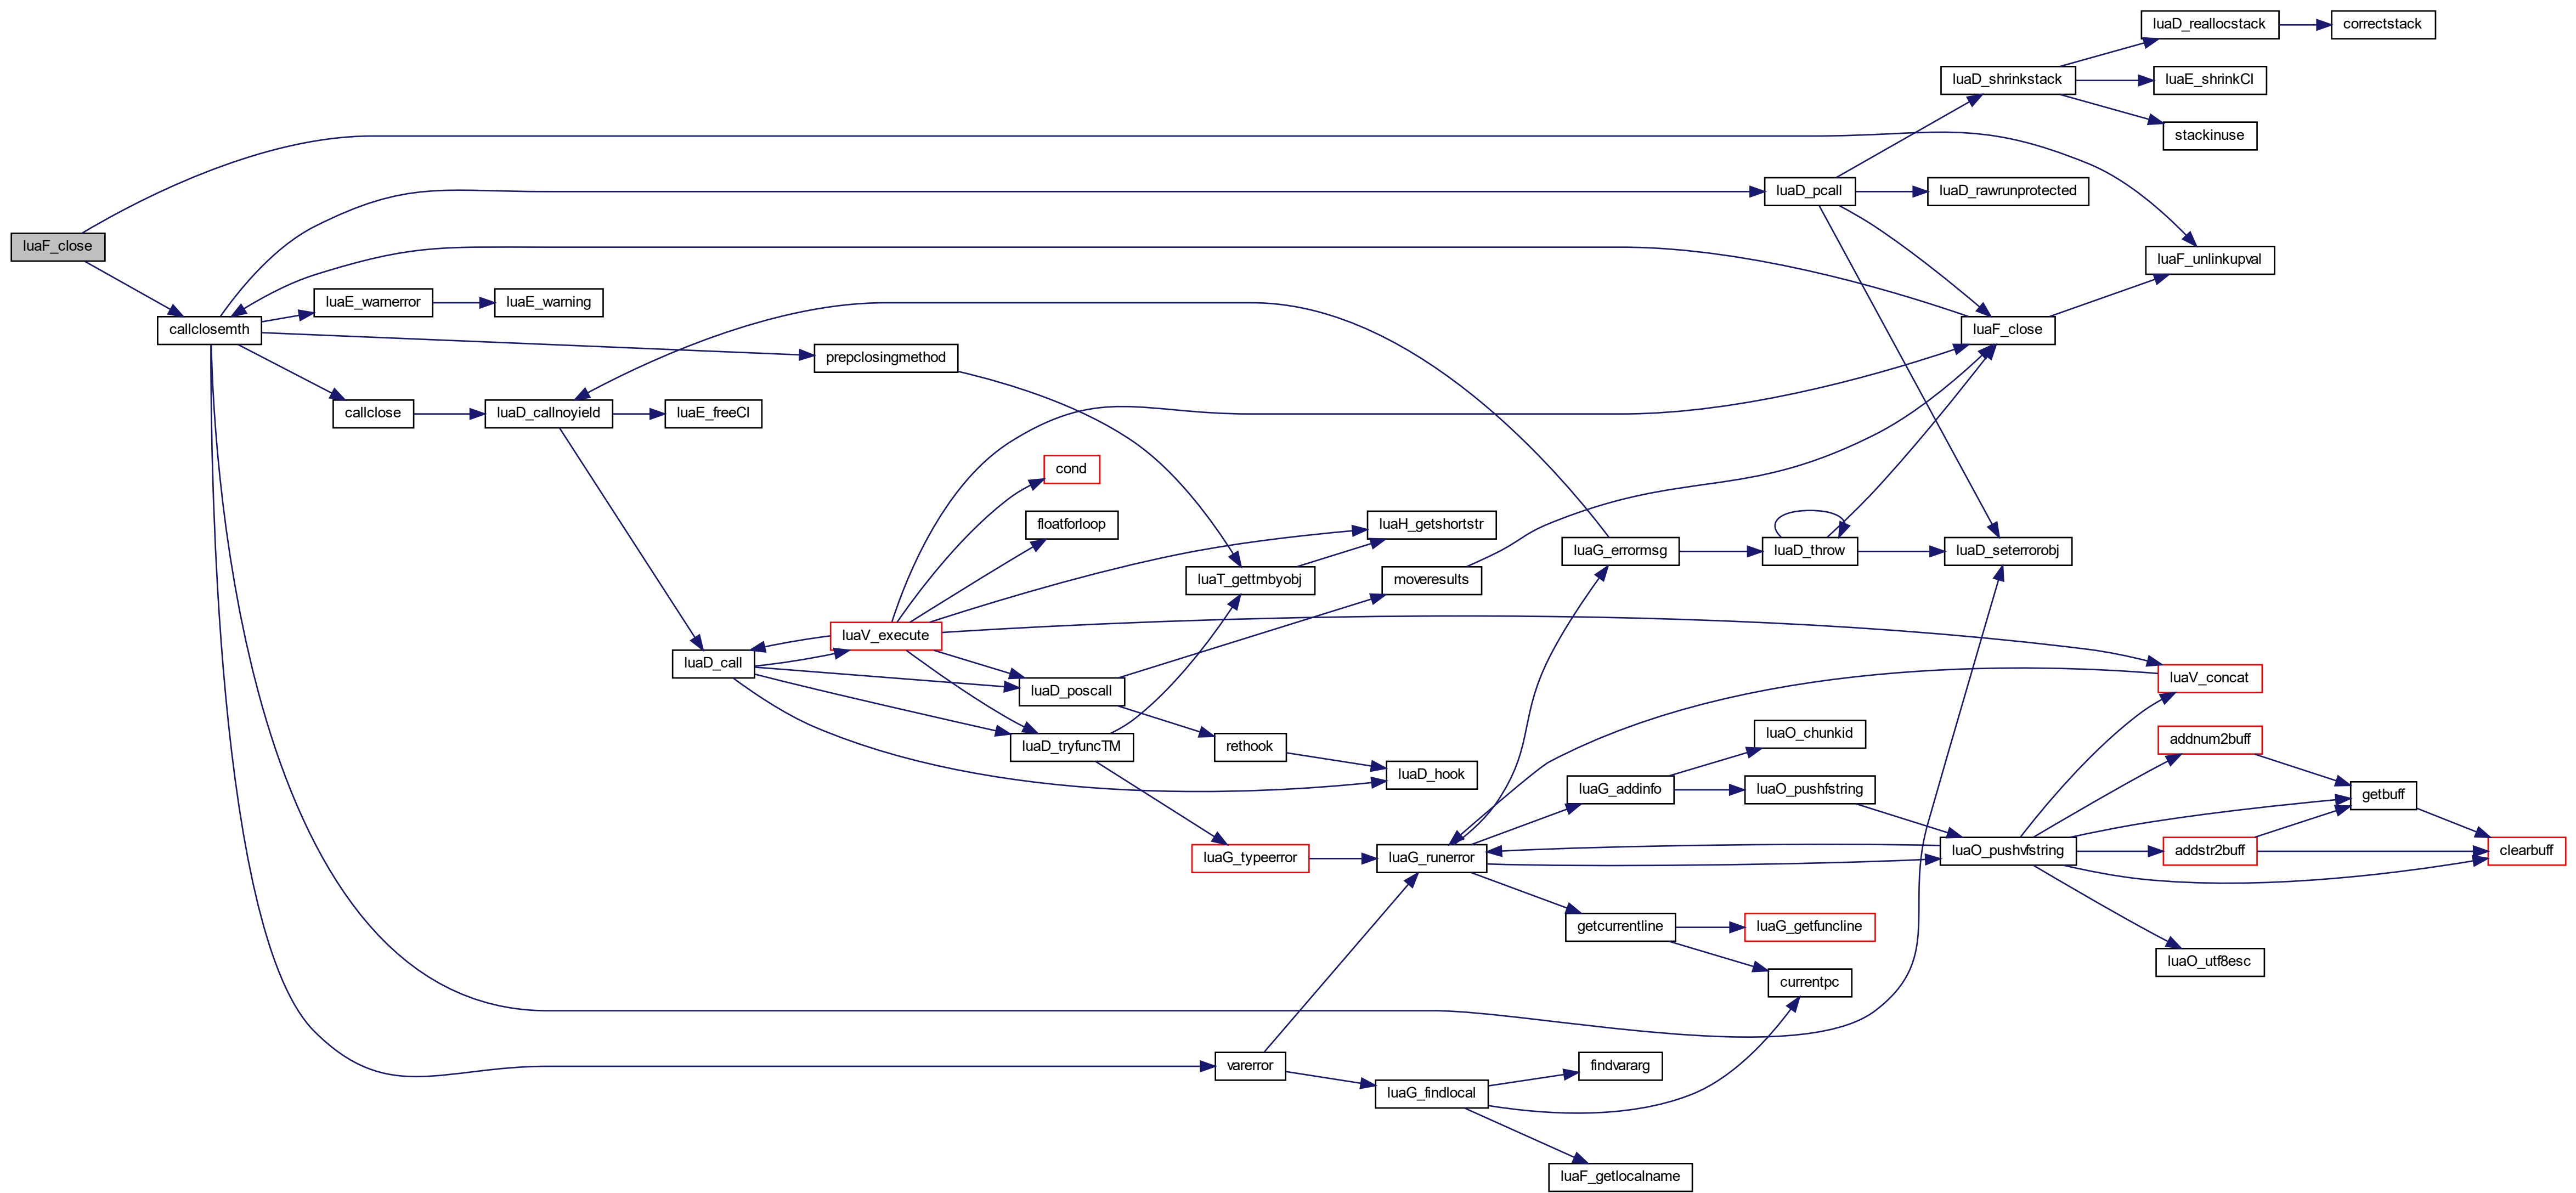 luaD_reallocstack
correctstack
luaD_shrinkstack
luaE_shrinkCI
stackinuse
luaD_pcall
luaD_rawrunprotected
luaF_close
luaF_unlinkupval
luaE_warnerror
luaE_warning
callclosemth
luaF_close
prepclosingmethod
callclose
luaD_callnoyield
luaE_freeCI
cond
floatforloop
luaH_getshortstr
luaG_errormsg
luaD_throw
luaD_seterrorobj
luaT_gettmbyobj
moveresults
luaV_execute
luaD_call
luaD_poscall
luaV_concat
luaD_tryfuncTM
rethook
luaD_hook
luaO_chunkid
addnum2buff
luaG_addinfo
luaO_pushfstring
getbuff
luaG_typeerror
luaG_runerror
luaO_pushvfstring
addstr2buff
clearbuff
getcurrentline
luaG_getfuncline
luaO_utf8esc
currentpc
varerror
findvararg
luaG_findlocal
luaF_getlocalname